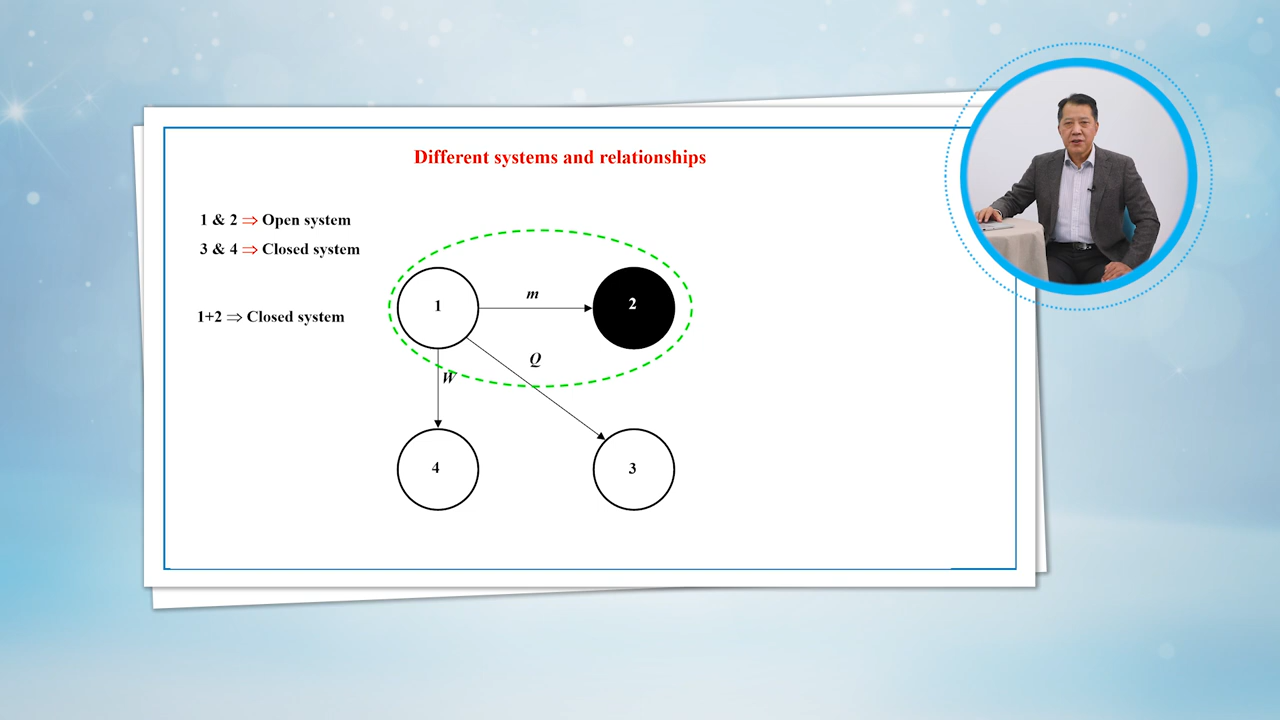 Different systems and relationships
1 & 2 ⇒ Open system
3 & 4 ⇒ Closed system
1+2 ⇒ Closed system
1
m
2
Q
W
4
3